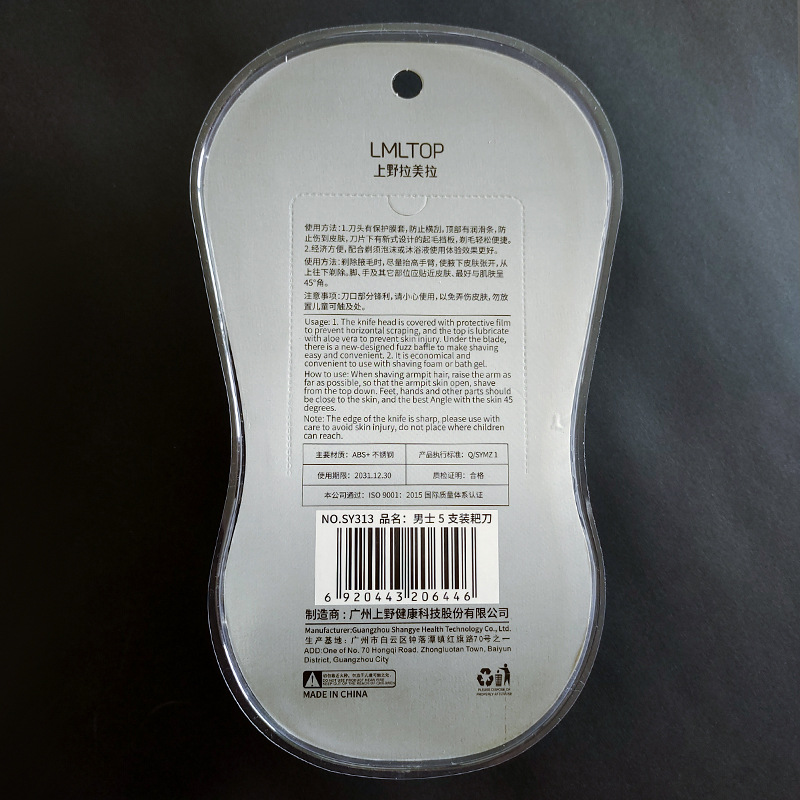 LMLTOP
上野拉美拉
使用方法:1.刀头有保护膜套,防止横刮,顶部有润滑条,防
止伤到皮肤,刀片下有新式设计的起毛挡板,剃毛轻松便捷。
2.经济方便,配合剃须泡沫或沐浴液使用体验效果更好。
使用方法:剃除腋毛时,尽量抬高手臂,使腋下皮肤张开,从
上往下剃除。脚、手及其它部位应贴近皮肤、最好与肌肤呈
45°角。
注意事项:刀口部分锋利,请小心使用,以免弄伤皮肤,勿放
置儿童可触及处。
Usage: 1. The knife head is covered with protective film
to prevent horizontal scraping, and the top is lubricate
with aloe vera to prevent skin injury. Under the blade,
there is a new-designed fuzz baffle to make shaving
easy and convenient. 2. It is economical and
convenient to use with shaving foam or bath gel.
How to use: When shaving armpit hair, raise the arm as
far as possible, so that the armpit skin open, shave
from the top down. Feet, hands and other parts should
be close to the skin, and the best Angle with the skin 45
degrees.
Note: The edge of the knife is sharp, please use with
care to avoid skin injury, do not place where children
can reach.
主要材质: ABS+ 不锈钢 产品执行标准: Q/SYMZ 1
使用期限: 2031.12.30 质检证明: 合格
本公司通过: ISO 9001: 2015 国际质量体系认证
NO.SY313 品名: 男士 5 支装耙刀
6 920443 206446
制造商:广州上野健康科技股份有限公司
Manufacturer:Guangzhou Shangye Health Technology Co., Ltd.
生产基地:广州市白云区钟落潭镇红旗路70号之一
ADD:One of No. 70 Hongqi Road, Zhongluotan Town, Baiyun
District, Guangzhou City
MADE IN CHINA